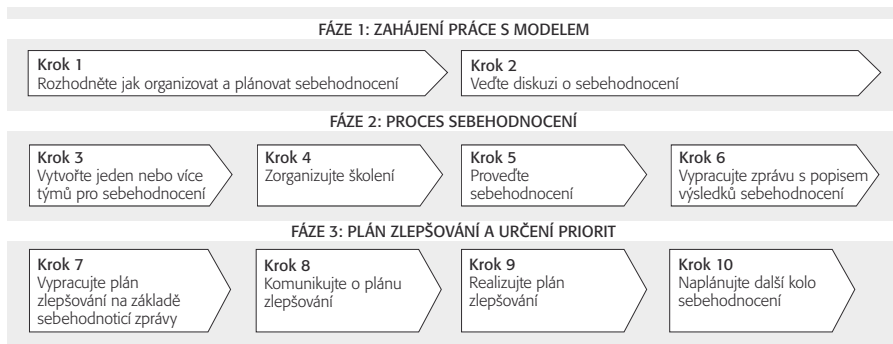 FÁZE 1: ZAHÁJENÍ PRÁCE S MODELEM
Krok 1
Rozhodněte jak organizovat a plánovat sebehodnocení
Krok 2
Veďte diskuzi o sebehodnocení
FÁZE 2: PROCES SEBEHODNOCENÍ
Krok 3
Vytvořte jeden nebo více
týmů pro sebehodnocení
Krok 4
Zorganizujte školení
Krok 5
Proveďte
sebehodnocení
Krok 6
Vypracujte zprávu s popisem
výsledků sebehodnocení
FÁZE 3: PLÁN ZLEPŠOVÁNÍ A URČENÍ PRIORIT
Krok 7
Vypracujte plán
zlepšování na základě
sebehodnoticí zprávy
Krok 8
Komunikujte o plánu
zlepšování
Krok 9
Realizujte plán
zlepšování
Krok 10
Naplánujte další kolo
sebehodnocení